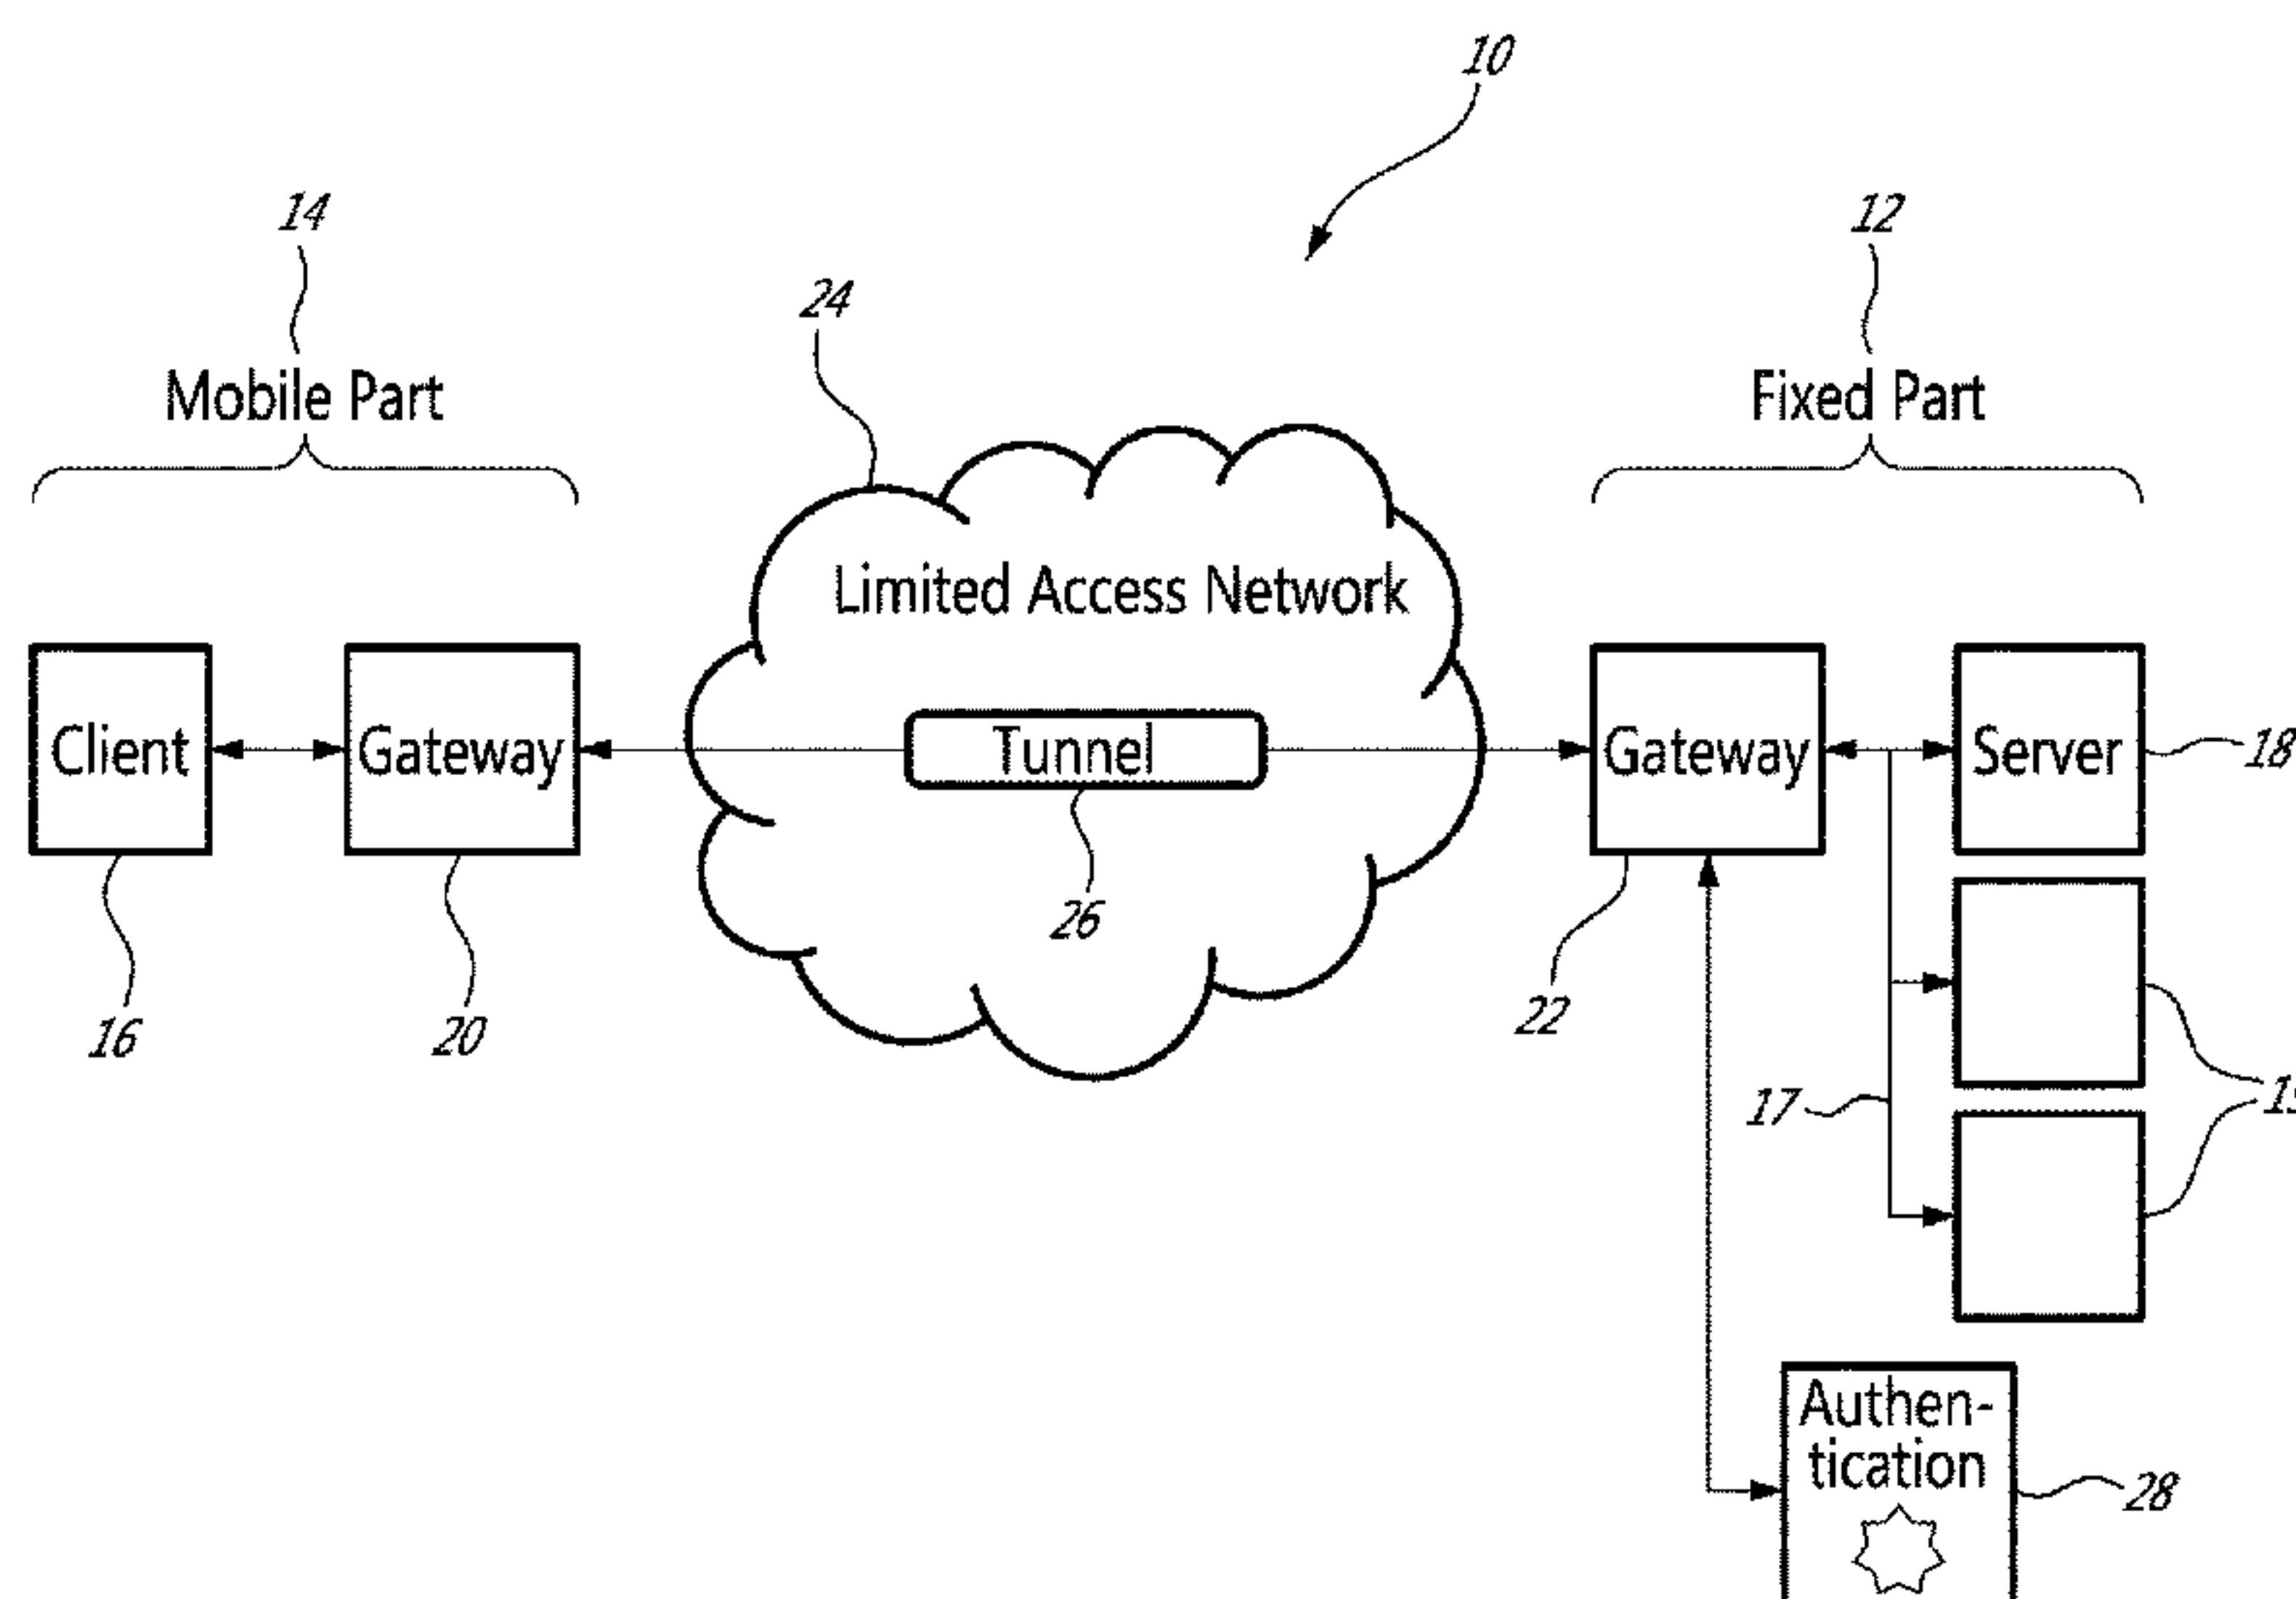 10
14
12
24
Mobile Part
Fixed Part
Limited Access Network
Client
Gateway
Tunnel
Gateway
Server
18
26
16
20
22
17
Authen-
tication
28